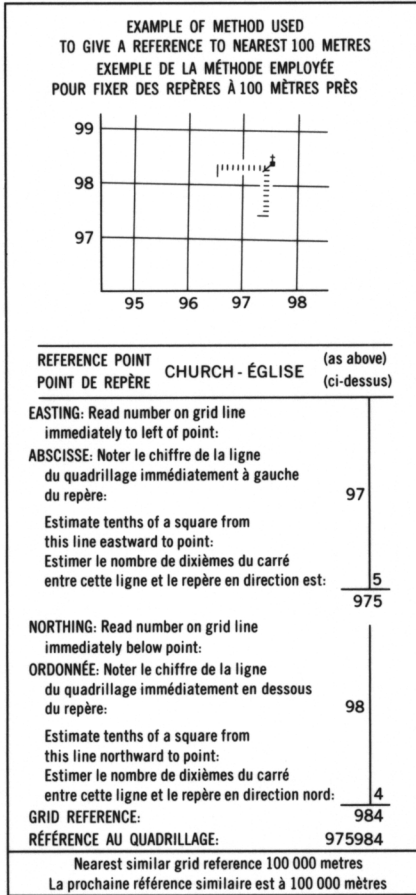 EXAMPLE OF METHOD USED
TO GIVE A REFERENCE TO NEAREST 100 METRES
EXEMPLE DE LA MÉTHODE EMPLOYÉE
POUR FIXER DES REPÈRES À 100 MÈTRES PRÈS
99
98
97
95 96 97 98
REFERENCE POINT
POINT DE REPÈRE
CHURCH - ÉGLISE
(as above)
(ci-dessus)
EASTING: Read number on grid line
immediately to left of point:
ABSCISSE: Noter le chiffre de la ligne
du quadrillage immédiatement à gauche
du repère: 97
Estimate tenths of a square from
this line eastward to point:
Estimer le nombre de dixièmes du carré
entre cette ligne et le repère en direction est: 5
975
NORTHING: Read number on grid line
immediately below point:
ORDONNÉE: Noter le chiffre de la ligne
du quadrillage immédiatement en dessous
du repère: 98
Estimate tenths of a square from
this line northward to point:
Estimer le nombre de dixièmes du carré
entre cette ligne et le repère en direction nord: 4
GRID REFERENCE: 984
RÉFÉRENCE AU QUADRILLAGE: 975984
Nearest similar grid reference 100 000 metres
La prochaine référence similaire est à 100 000 mètres